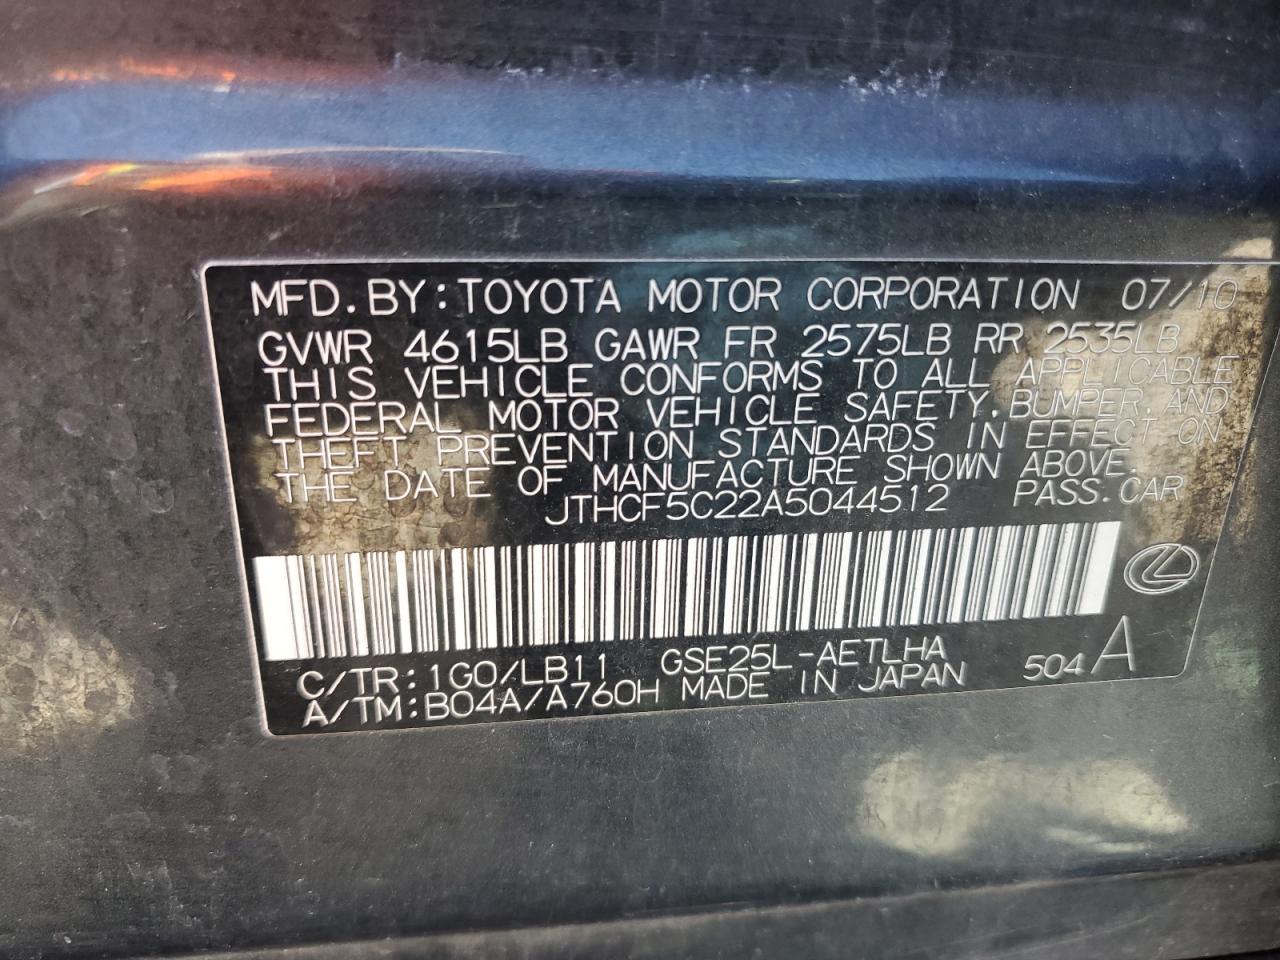 MFD. BY: TOYOTA MOTOR CORPORATION 07/10
GVWR 4615LB GAWR FR 2575LB RR 2535LB
THIS VEHICLE CONFORMS TO ALL APPLICABLE
FEDERAL MOTOR VEHICLE SAFETY, BUMPER, AND
THEFT PREVENTION STANDARDS IN EFFECT ON
THE DATE OF MANUFACTURE SHOWN ABOVE.
JTHCF5C22A5044512 PASS. CAR
C/TR: 1G0/LB11 GSE25L-AETLHA
A/TM: B04A/A760H MADE IN JAPAN 504 A